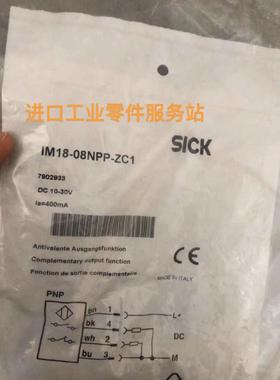 进口工业零件服务站
SICK
IM18-08NPP-ZC1
7902933
DC 10-30V
Ia=400mA
Antivalente Ausgangsfunktion
Complementary output function
Fonction de sortie complementaire
CE
MADE IN ITALY
PNP
bn 1 L+
bk 4
wh 2 DC
bu 3 M